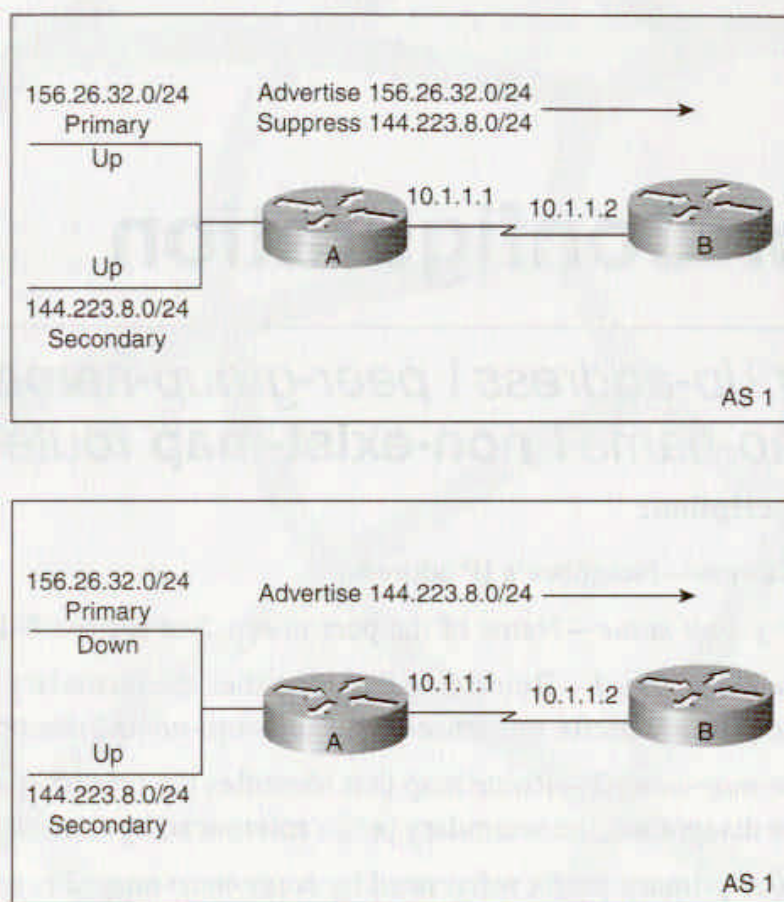 156.26.32.0/24
Primary
Up
Advertise 156.26.32.0/24
Suppress 144.223.8.0/24
10.1.1.1
10.1.1.2
A
B
Up
144.223.8.0/24
Secondary
AS 1
156.26.32.0/24
Primary
Down
Advertise 144.223.8.0/24
10.1.1.1
10.1.1.2
A
B
Up
144.223.8.0/24
Secondary
AS 1